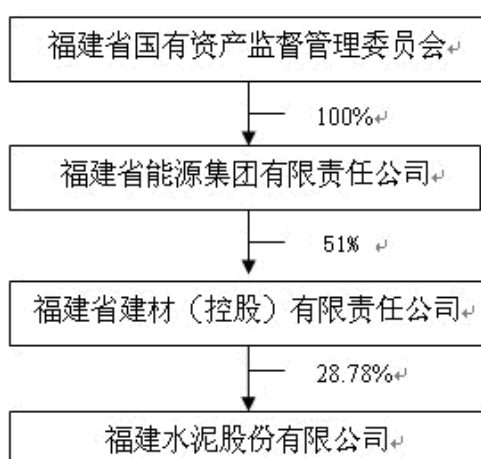 福建省国有资产监督管理委员会
100%
福建省能源集团有限责任公司
51%
福建省建材（控股）有限责任公司
28.78%
福建水泥股份有限公司